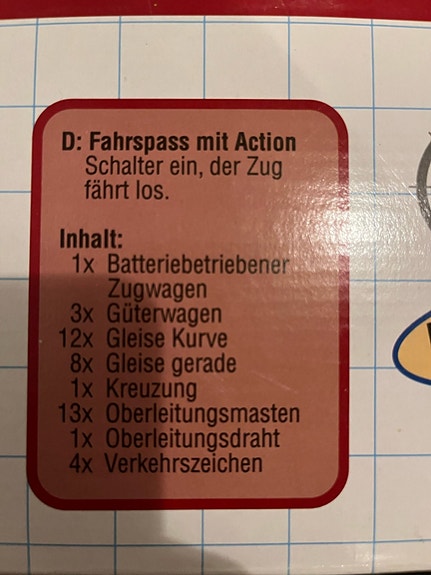 D: Fahrspass mit Action
Schalter ein, der Zug
fährt los.
Inhalt:
1x Batteriebetriebener
Zugwagen
3x Güterwagen
12x Gleise Kurve
8x Gleise gerade
1x Kreuzung
13x Oberleitungsmasten
1x Oberleitungsdraht
4x Verkehrszeichen